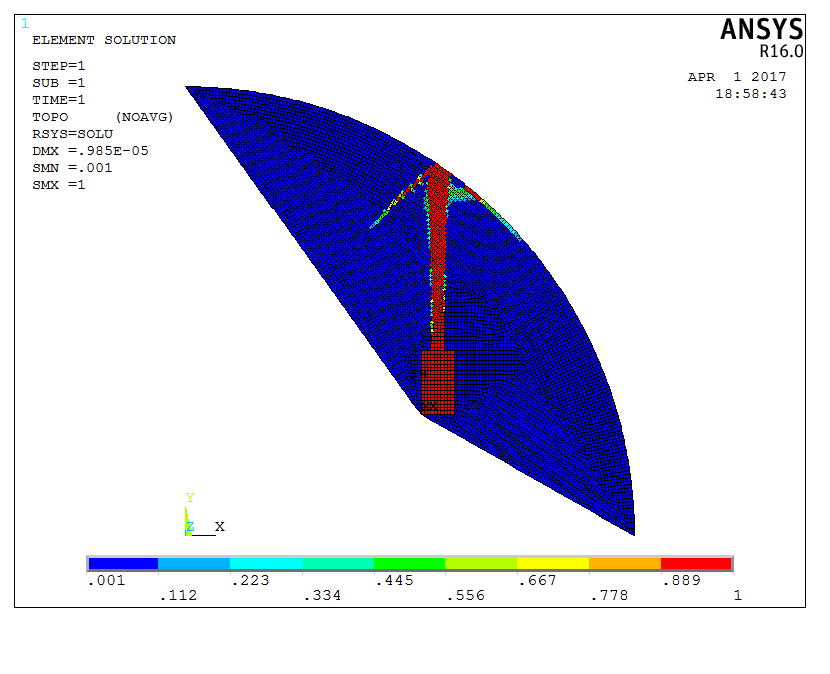 1
ANSYS
R16.0
ELEMENT SOLUTION
STEP=1
SUB =1
TIME=1
TOPO     (NOAVG)
RSYS=SOLU
DMX =.985E-05
SMN =.001
SMX =1
APR  1 2017
18:58:43
Y
Z X
.001 .223 .445 .667 .889
.112 .334 .556 .778 1